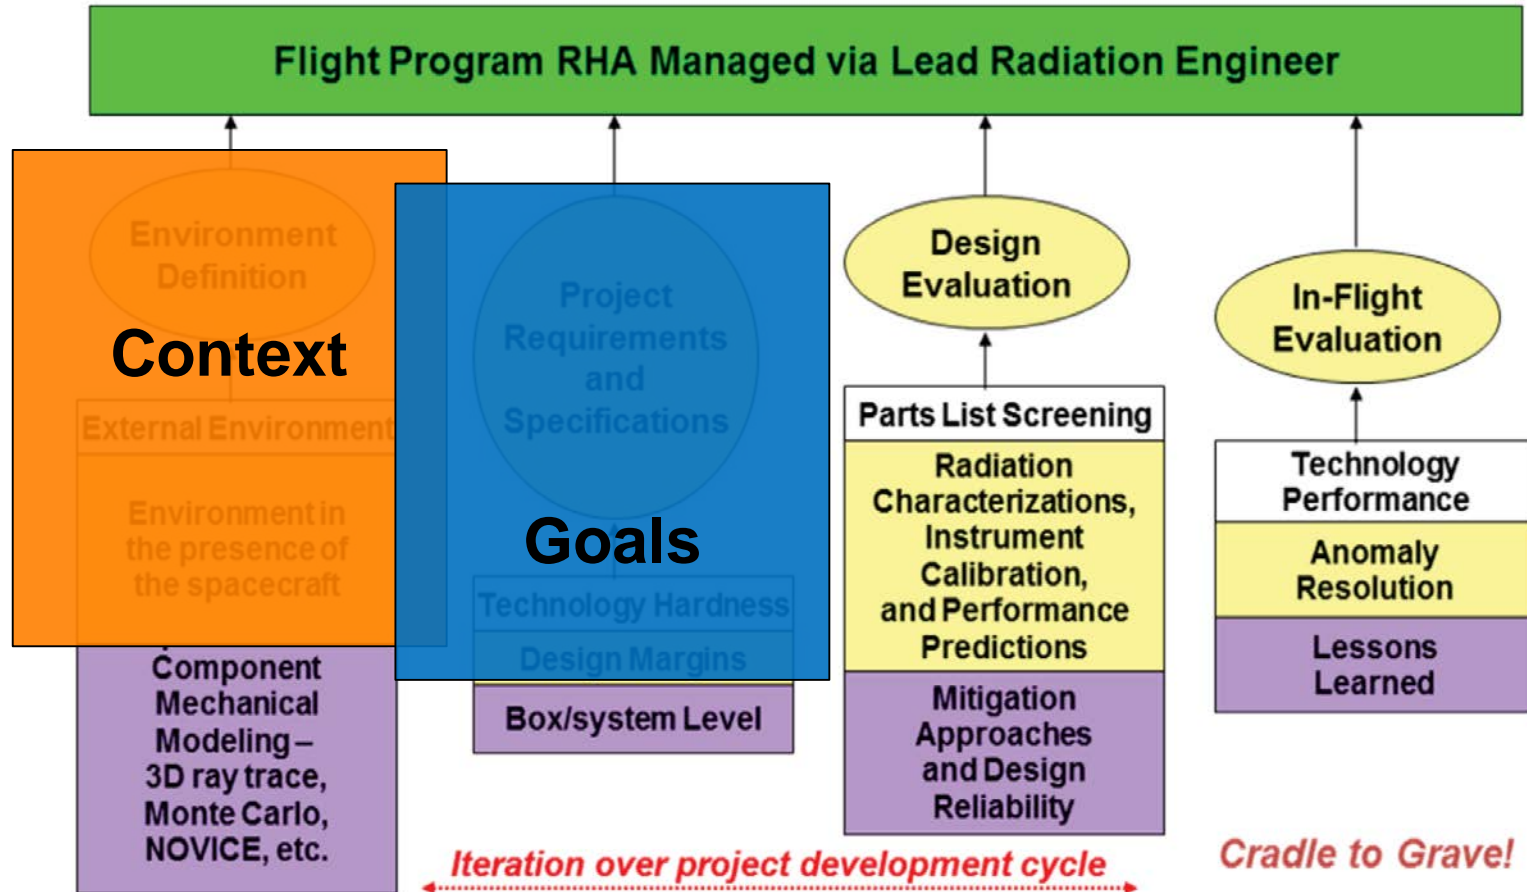 Flight Program RHA Managed via Lead Radiation Engineer
Environment
Definition
Context
External Environment
Environment in
the presence of
the spacecraft
Component
Mechanical
Modeling –
3D ray trace,
Monte Carlo,
NOVICE, etc.
Project
Requirements
and
Specifications
Goals
Technology Hardness
Design Margins
Box/system Level
Design
Evaluation
Parts List Screening
Radiation
Characterizations,
Instrument
Calibration,
and Performance
Predictions
Mitigation
Approaches
and Design
Reliability
In-Flight
Evaluation
Technology
Performance
Anomaly
Resolution
Lessons
Learned
Iteration over project development cycle
Cradle to Grave!